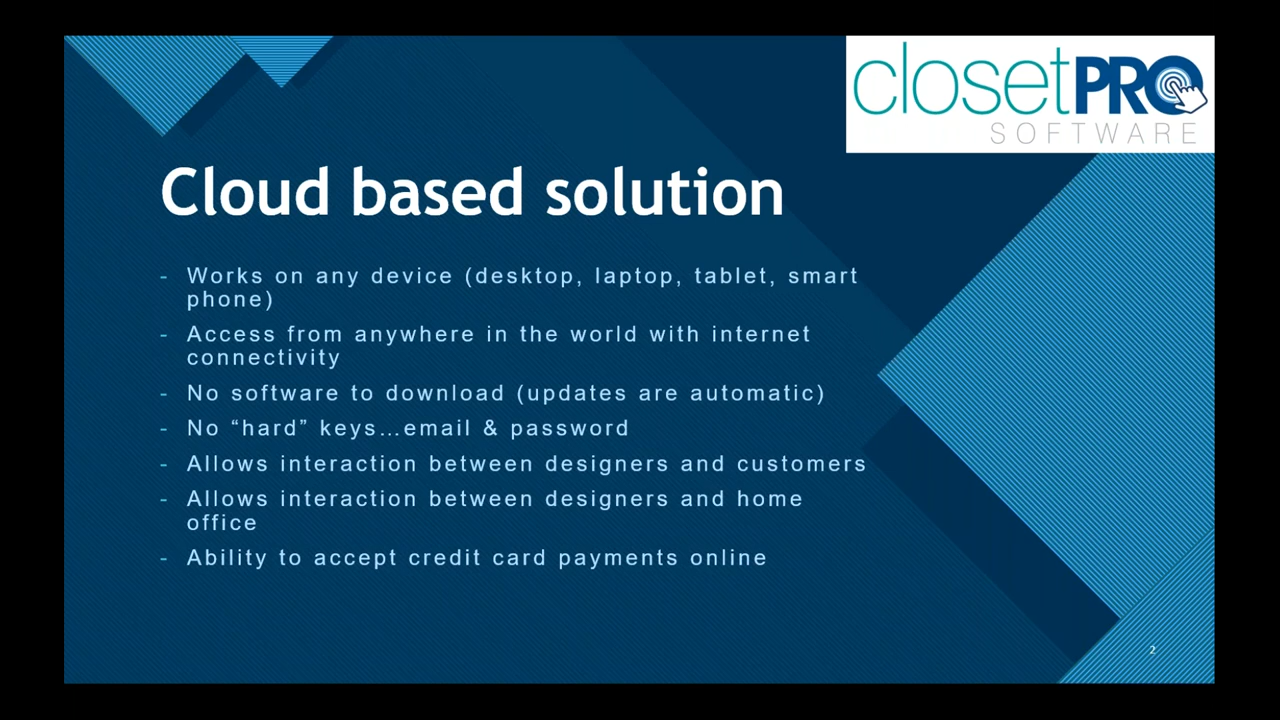 closetPRO
SOFTWARE
Cloud based solution
- Works on any device (desktop, laptop, tablet, smart
phone)
- Access from anywhere in the world with internet
connectivity
- No software to download (updates are automatic)
- No “hard” keys…email & password
- Allows interaction between designers and customers
- Allows interaction between designers and home
office
- Ability to accept credit card payments online
2